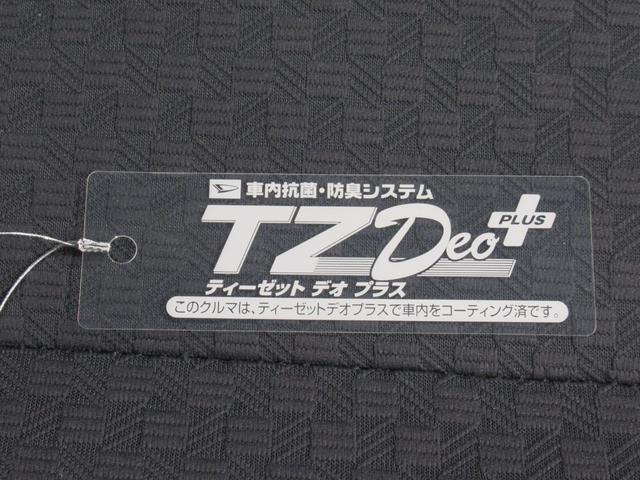 車内抗菌・防臭システム
TZDeo PLUS
ティーゼット デオ プラス
このクルマは、ティーゼットデオプラスで車内をコーティング済です。